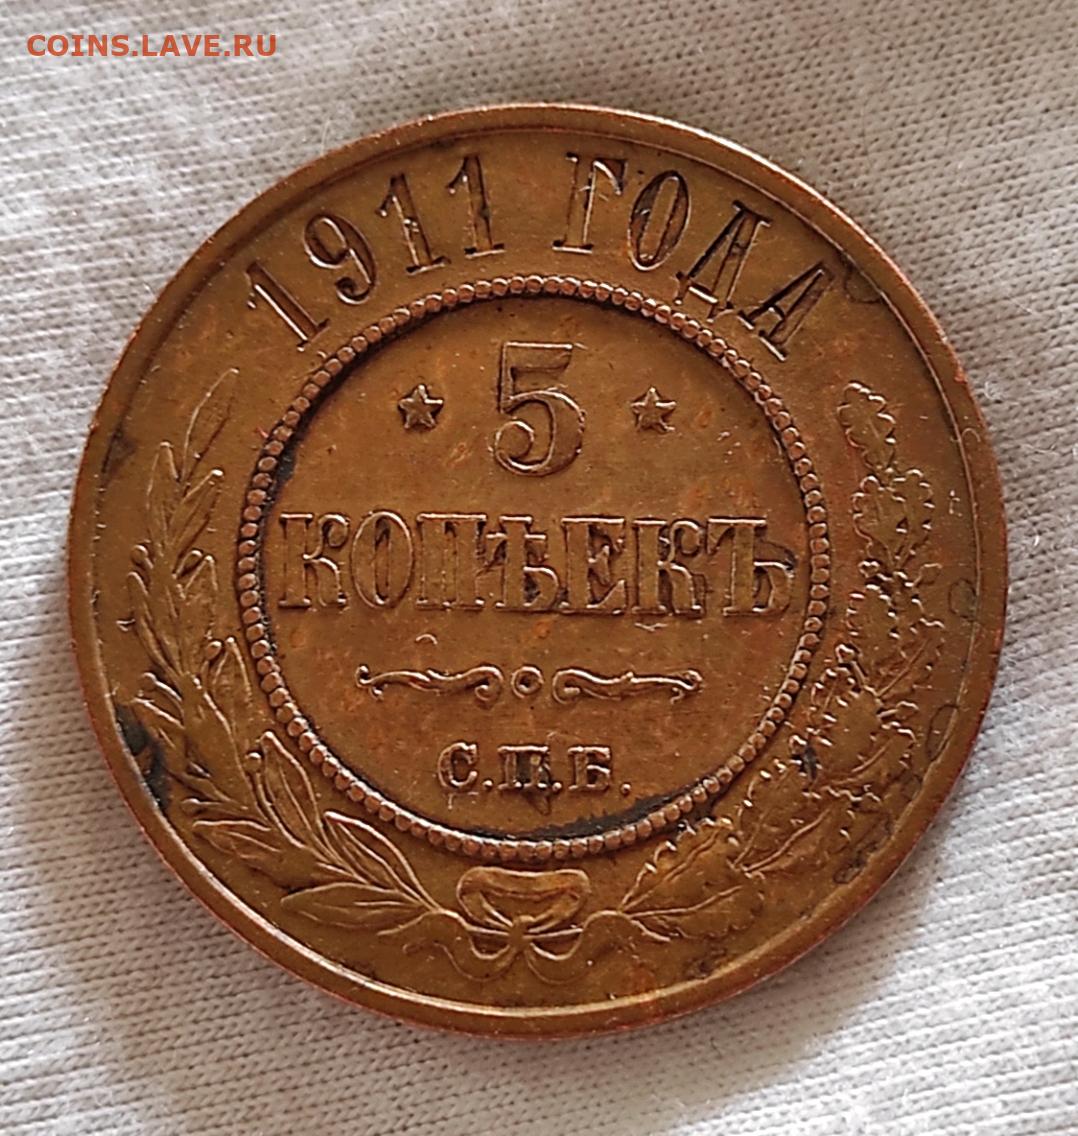 COINS.LAVE.RU
1911 ГОДА
5
КОПѢЕКЪ
С.П.Б.